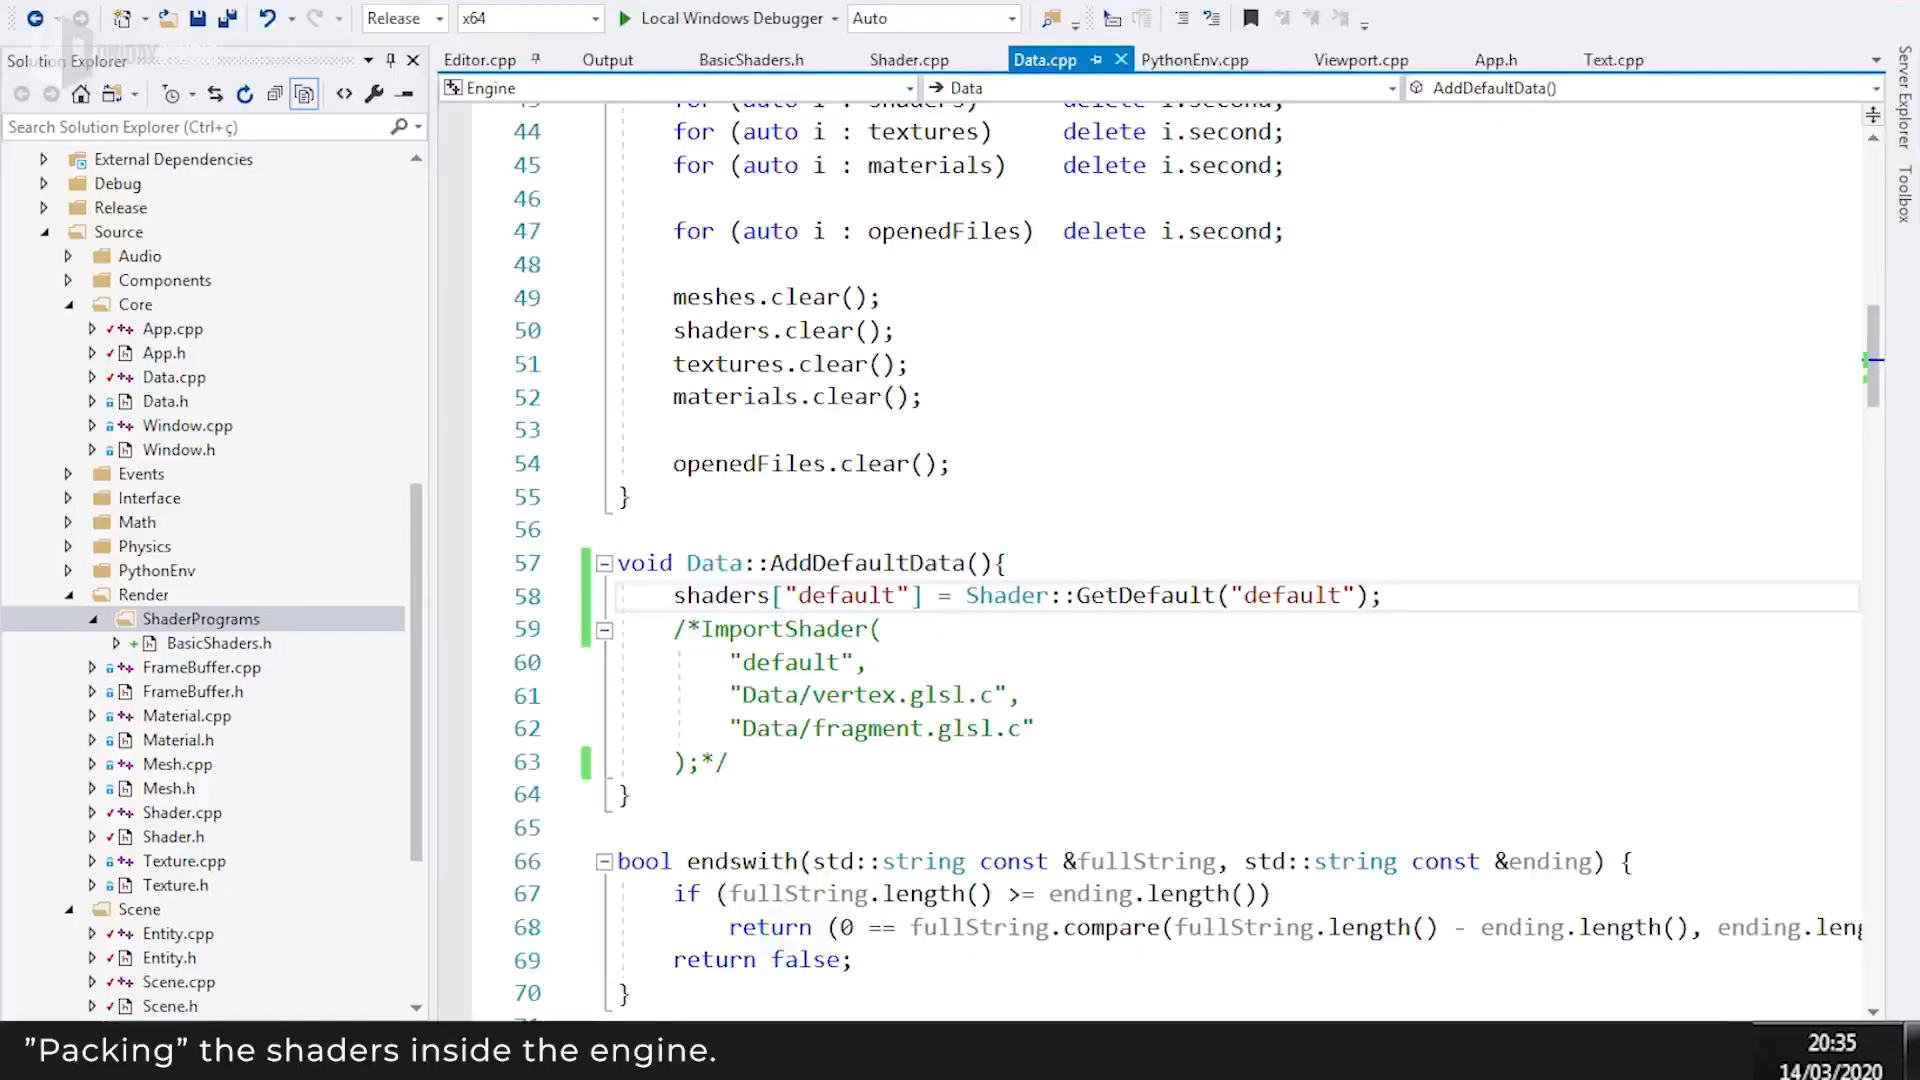 Release
x64
Local Windows Debugger
Auto
Solution Explorer
Editor.cpp
Output
BasicShaders.h
Shader.cpp
Data.cpp
PythonEnv.cpp
Viewport.cpp
App.h
Text.cpp
Engine
Data
AddDefaultData()
Search Solution Explorer (Ctrl+ç)
External Dependencies
Debug
Release
Source
Audio
Components
Core
App.cpp
App.h
Data.cpp
Data.h
Window.cpp
Window.h
Events
Interface
Math
Physics
PythonEnv
Render
ShaderPrograms
BasicShaders.h
FrameBuffer.cpp
FrameBuffer.h
Material.cpp
Material.h
Mesh.cpp
Mesh.h
Shader.cpp
Shader.h
Texture.cpp
Texture.h
Scene
Entity.cpp
Entity.h
Scene.cpp
Scene.h
for (auto i : shaders) delete i.second;
44 for (auto i : textures) delete i.second;
45 for (auto i : materials) delete i.second;
46
47 for (auto i : openedFiles) delete i.second;
48
49 meshes.clear();
50 shaders.clear();
51 textures.clear();
52 materials.clear();
53
54 openedFiles.clear();
55 }
56
57 void Data::AddDefaultData(){
58 shaders["default"] = Shader::GetDefault("default");
59 /*ImportShader(
60 "default",
61 "Data/vertex.glsl.c",
62 "Data/fragment.glsl.c"
63 );*/
64 }
65
66 bool endswith(std::string const &fullString, std::string const &ending) {
67 if (fullString.length() >= ending.length())
68 return (0 == fullString.compare(fullString.length() - ending.length(), ending.leng
69 return false;
70 }
Server Explorer
Toolbox
”Packing” the shaders inside the engine.
20:35
14/03/2020